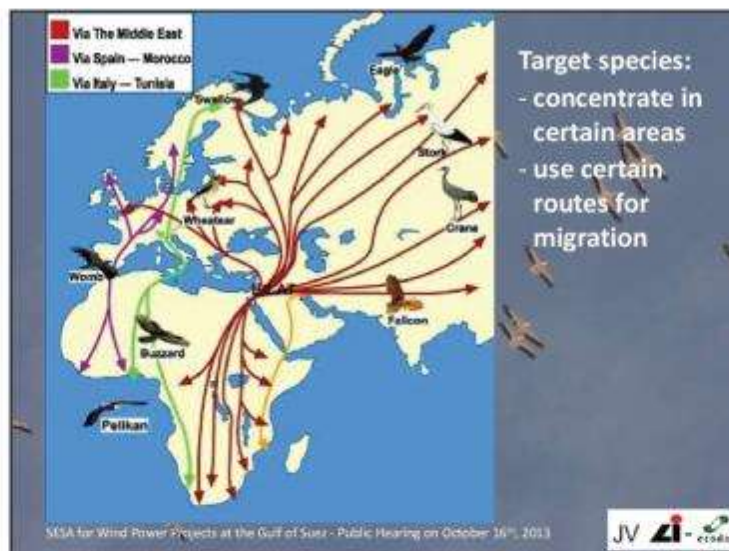 Via The Middle East
Via Spain — Morocco
Via Italy — Tunisia
Target species:
- concentrate in
certain areas
- use certain
routes for
migration
Swallow
Eagle
Stork
Crane
Wheatear
Womb
Falcon
Buzzard
Pelikan
SESA for Wind Power Projects at the Gulf of Suez - Public Hearing on October 16th, 2013
JV